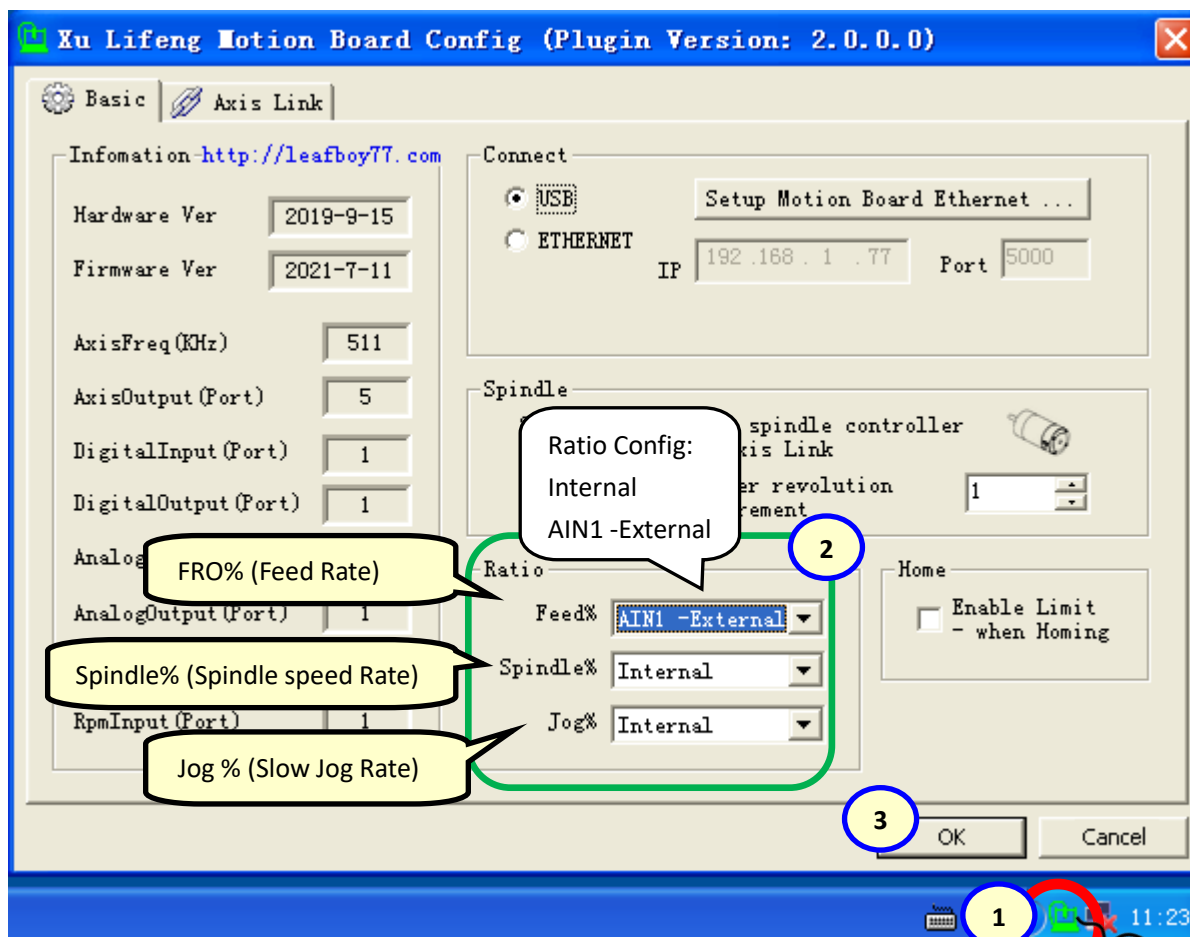 Xu Lifeng Motion Board Config (Plugin Version: 2.0.0.0)
Basic
Axis Link
Infomation
http://leafboy77.com
Hardware Ver
2019-9-15
Firmware Ver
2021-7-11
AxisFreq(KHz)
511
AxisOutput(Port)
5
DigitalInput(Port)
1
DigitalOutput(Port)
1
AnalogOutput(Port)
1
RpmInput(Port)
1
Connect
USB
Setup Motion Board Ethernet ...
ETHERNET
IP
192 .168 . 1 . 77
Port
5000
Spindle
spindle controller
Link
revolution
1
Ratio Config:
Internal
AIN1 -External
2
FRO% (Feed Rate)
Spindle% (Spindle speed Rate)
Jog % (Slow Jog Rate)
Ratio
Feed%
AIN1 -External
Spindle%
Internal
Jog%
Internal
Home
Enable Limit
- when Homing
3
OK
Cancel
1
11:23